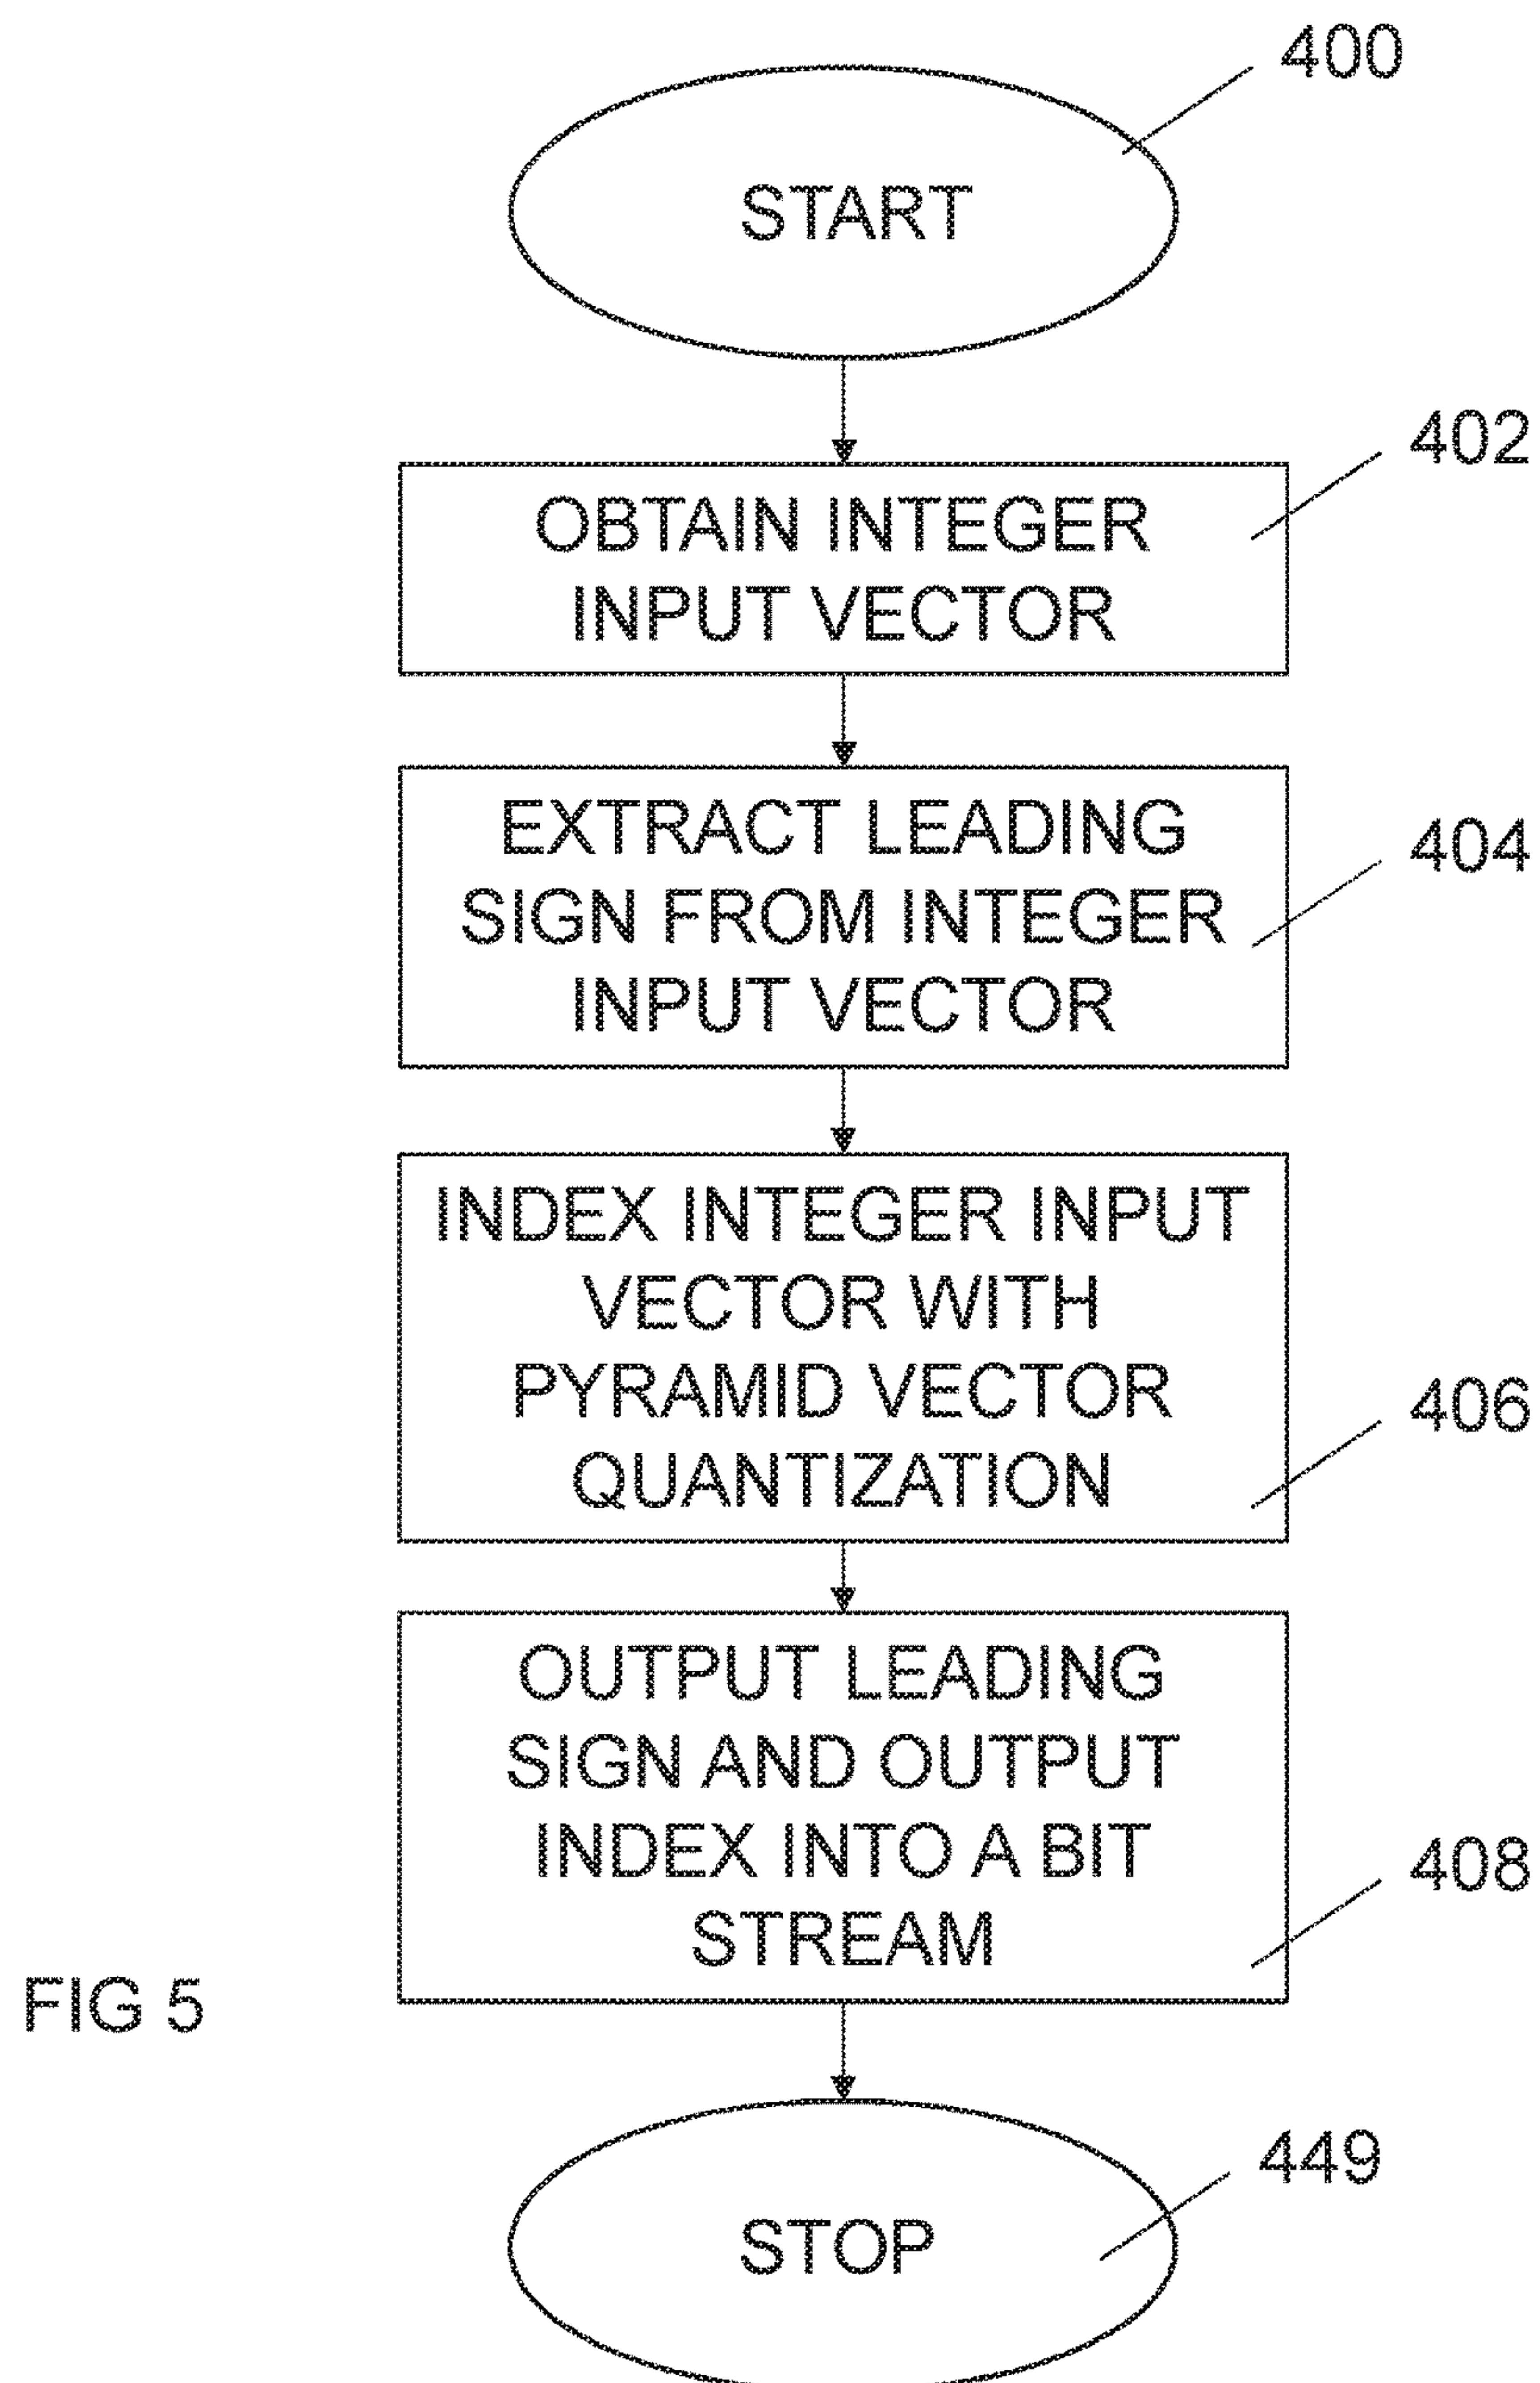 400
START
402
OBTAIN INTEGER
INPUT VECTOR
404
EXTRACT LEADING
SIGN FROM INTEGER
INPUT VECTOR
INDEX INTEGER INPUT
VECTOR WITH
PYRAMID VECTOR
406
QUANTIZATION
OUTPUT LEADING
SIGN AND OUTPUT
INDEX INTO A BIT
408
STREAM
FIG 5
449
STOP